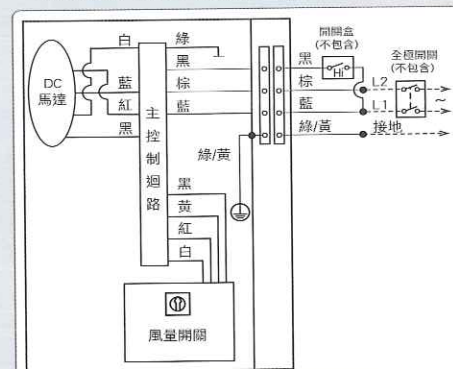 DC
馬達
白
藍
紅
黑
主控制迴路
綠
黑
棕
藍
綠/黃
黑
黃
紅
白
風量開關
開關盒
(不包含)
Hi
黑
棕
藍
綠/黃
全極開關
(不包含)
L2
L1
~
接地